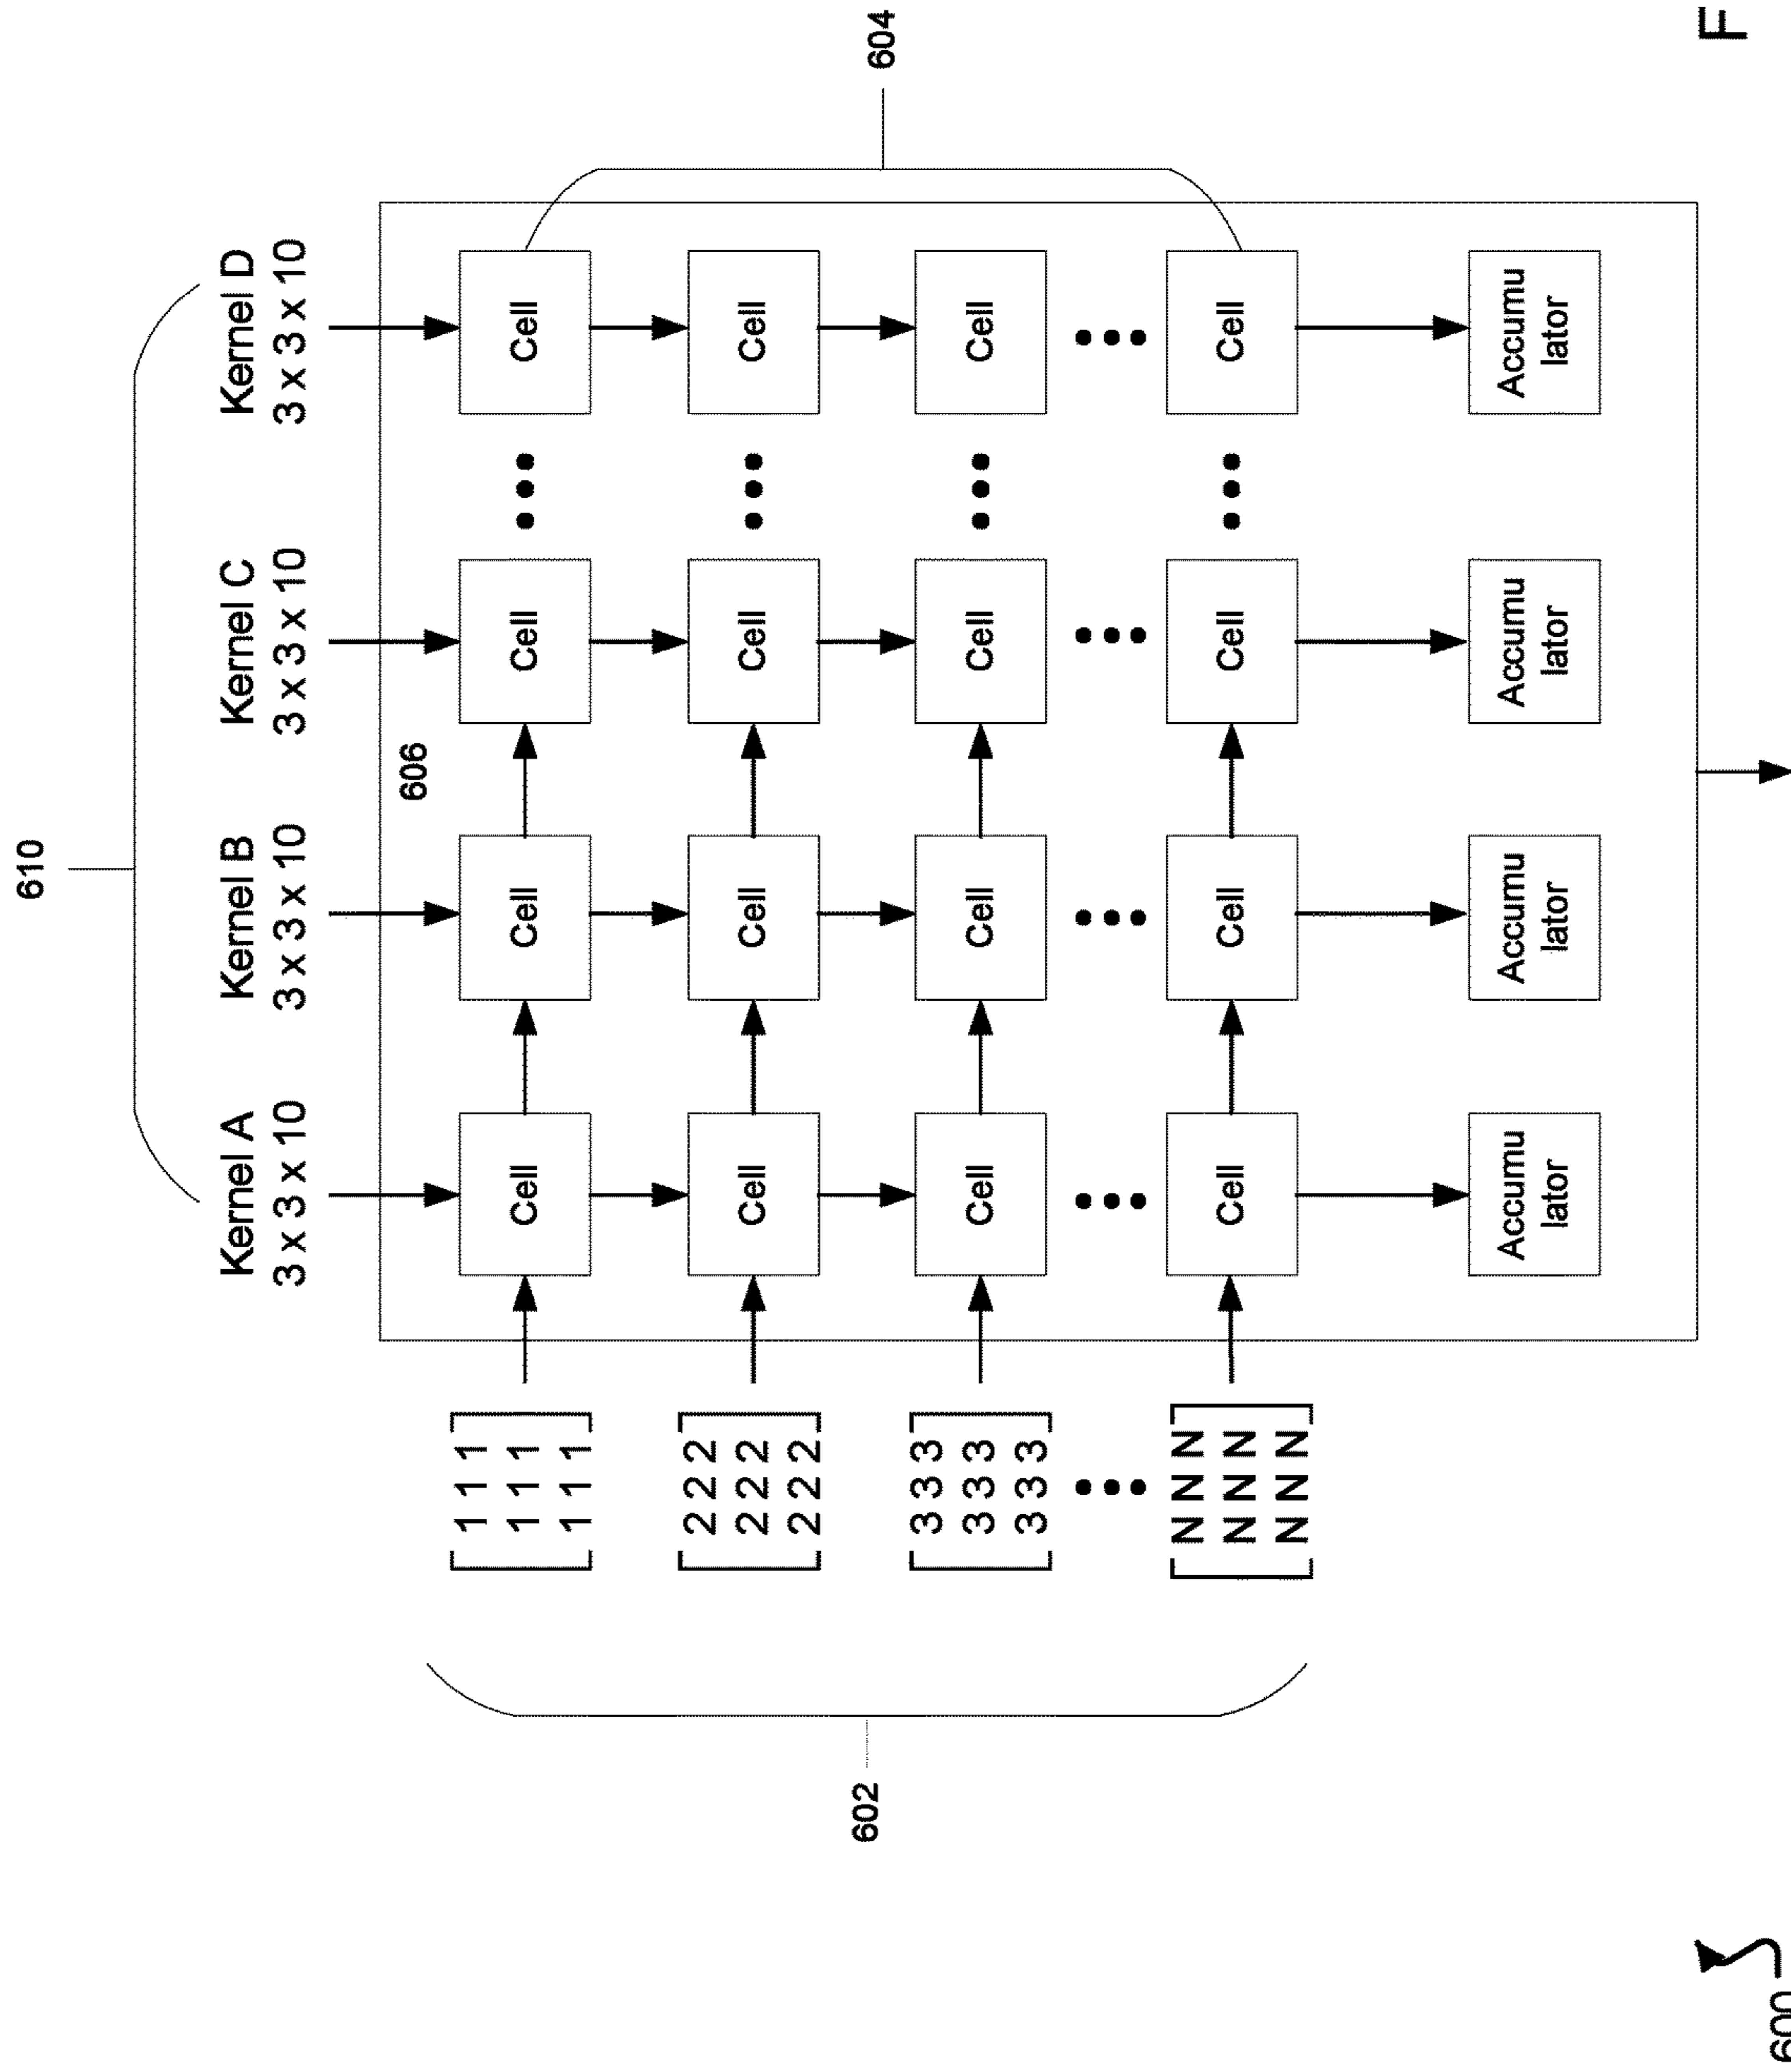 610
Kernel A Kernel B Kernel C Kernel D
3 x 3 x 10 3 x 3 x 10 3 x 3 x 10 3 x 3 x 10
606
1 1 1
1 1 1
1 1 1
Cell Cell Cell Cell
2 2 2
2 2 2
2 2 2
Cell Cell Cell Cell
602
604
3 3 3
3 3 3
3 3 3
Cell Cell Cell Cell
N N N
N N N
N N N
Cell Cell Cell Cell
Accumu Accumu Accumu Accumu
lator lator lator lator
600
F